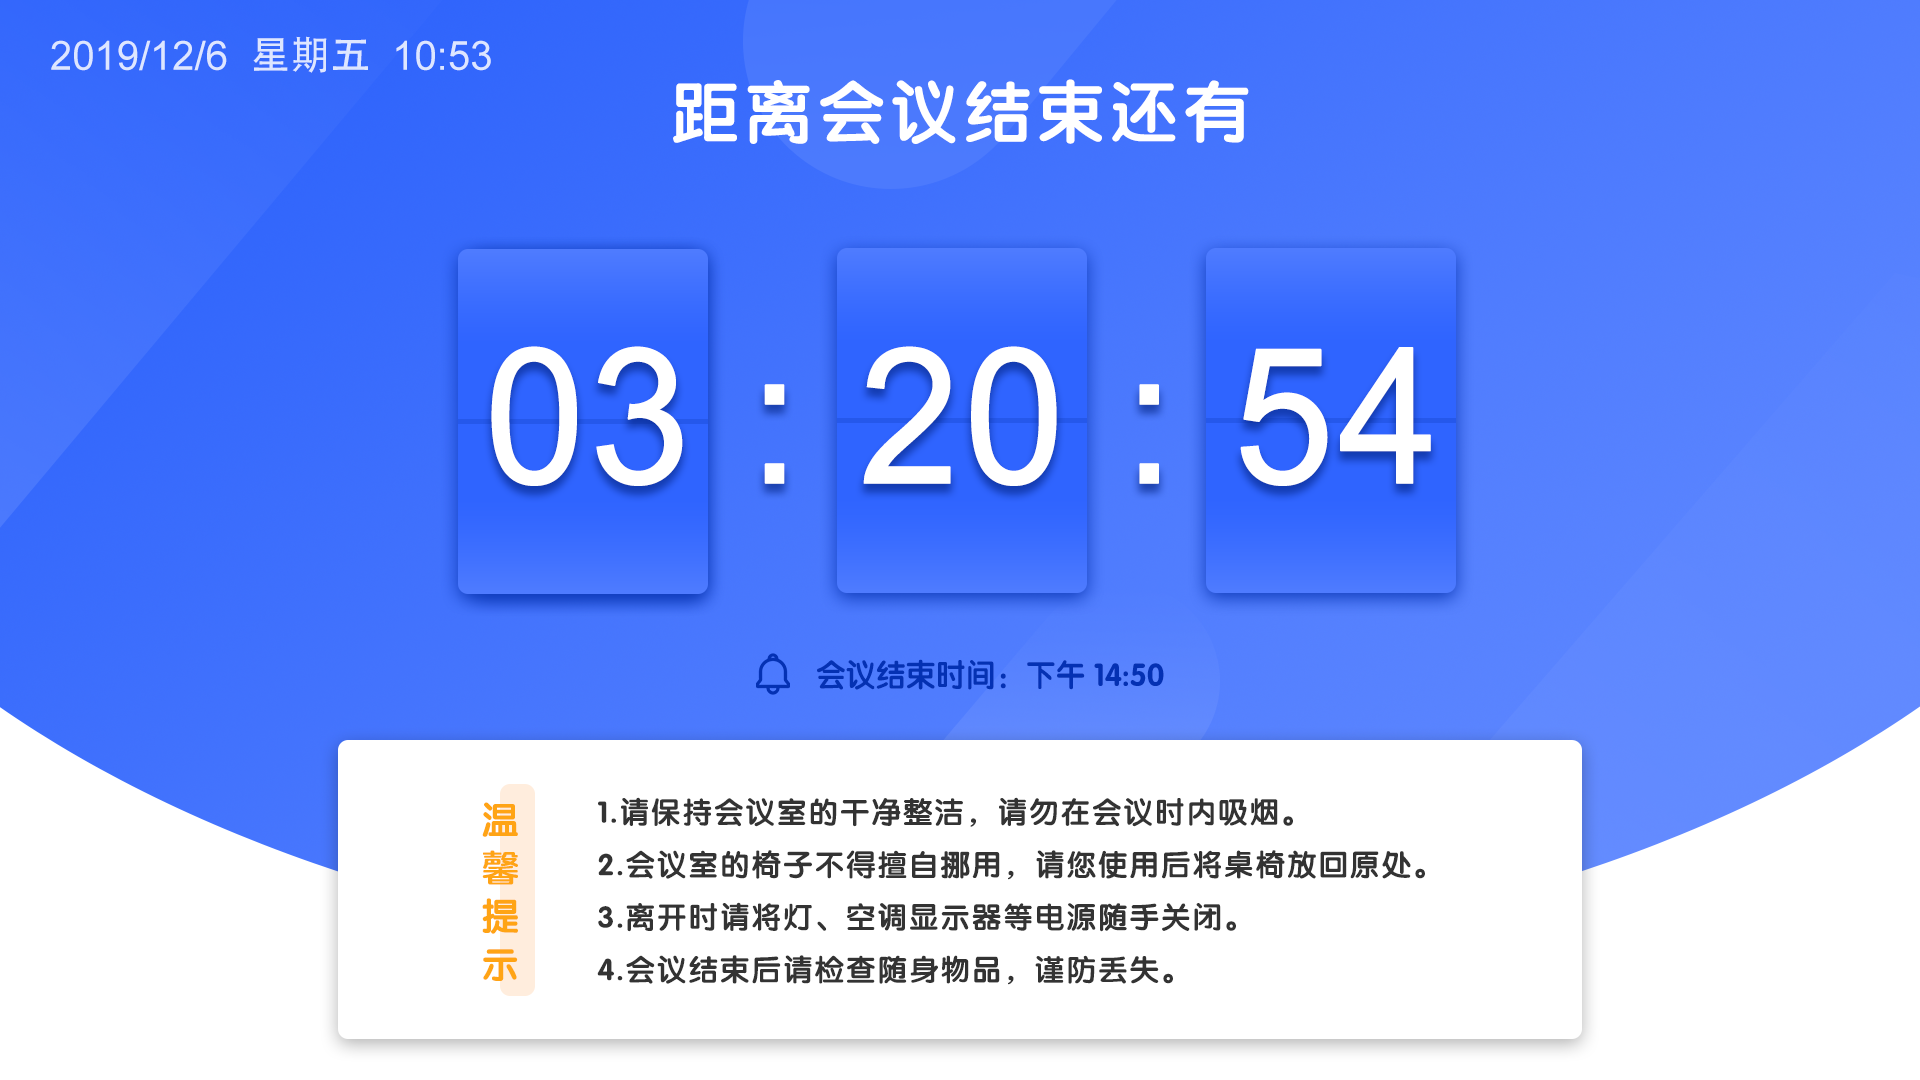 2019/12/6 星期五 10:53
距离会议结束还有
03 : 20 : 54
会议结束时间：下午 14:50
温馨提示
1.请保持会议室的干净整洁，请勿在会议时内吸烟。
2.会议室的椅子不得擅自挪用，请您使用后将桌椅放回原处。
3.离开时请将灯、空调显示器等电源随手关闭。
4.会议结束后请检查随身物品，谨防丢失。